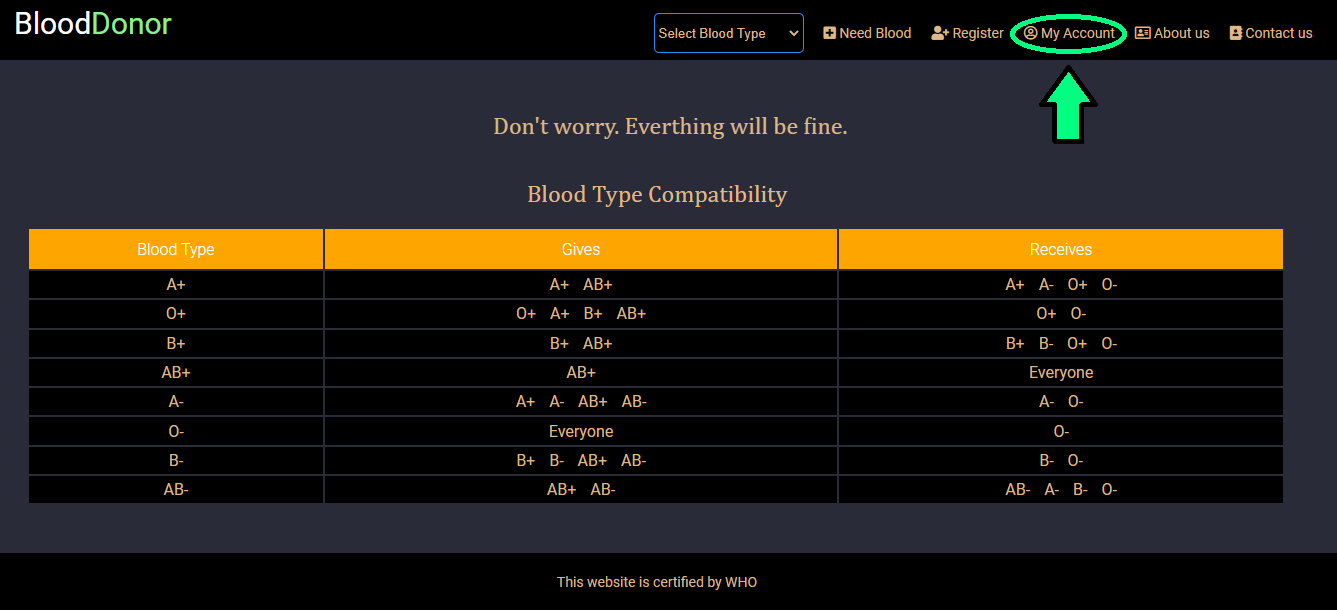 BloodDonor
Select Blood Type Need Blood Register My Account About us Contact us
Don't worry. Everthing will be fine.
Blood Type Compatibility
Blood Type Gives Receives
A+ A+ AB+ A+ A- O+ O-
O+ O+ A+ B+ AB+ O+ O-
B+ B+ AB+ B+ B- O+ O-
AB+ AB+ Everyone
A- A+ A- AB+ AB- A- O-
O- Everyone O-
B- B+ B- AB+ AB- B- O-
AB- AB+ AB- AB- A- B- O-
This website is certified by WHO